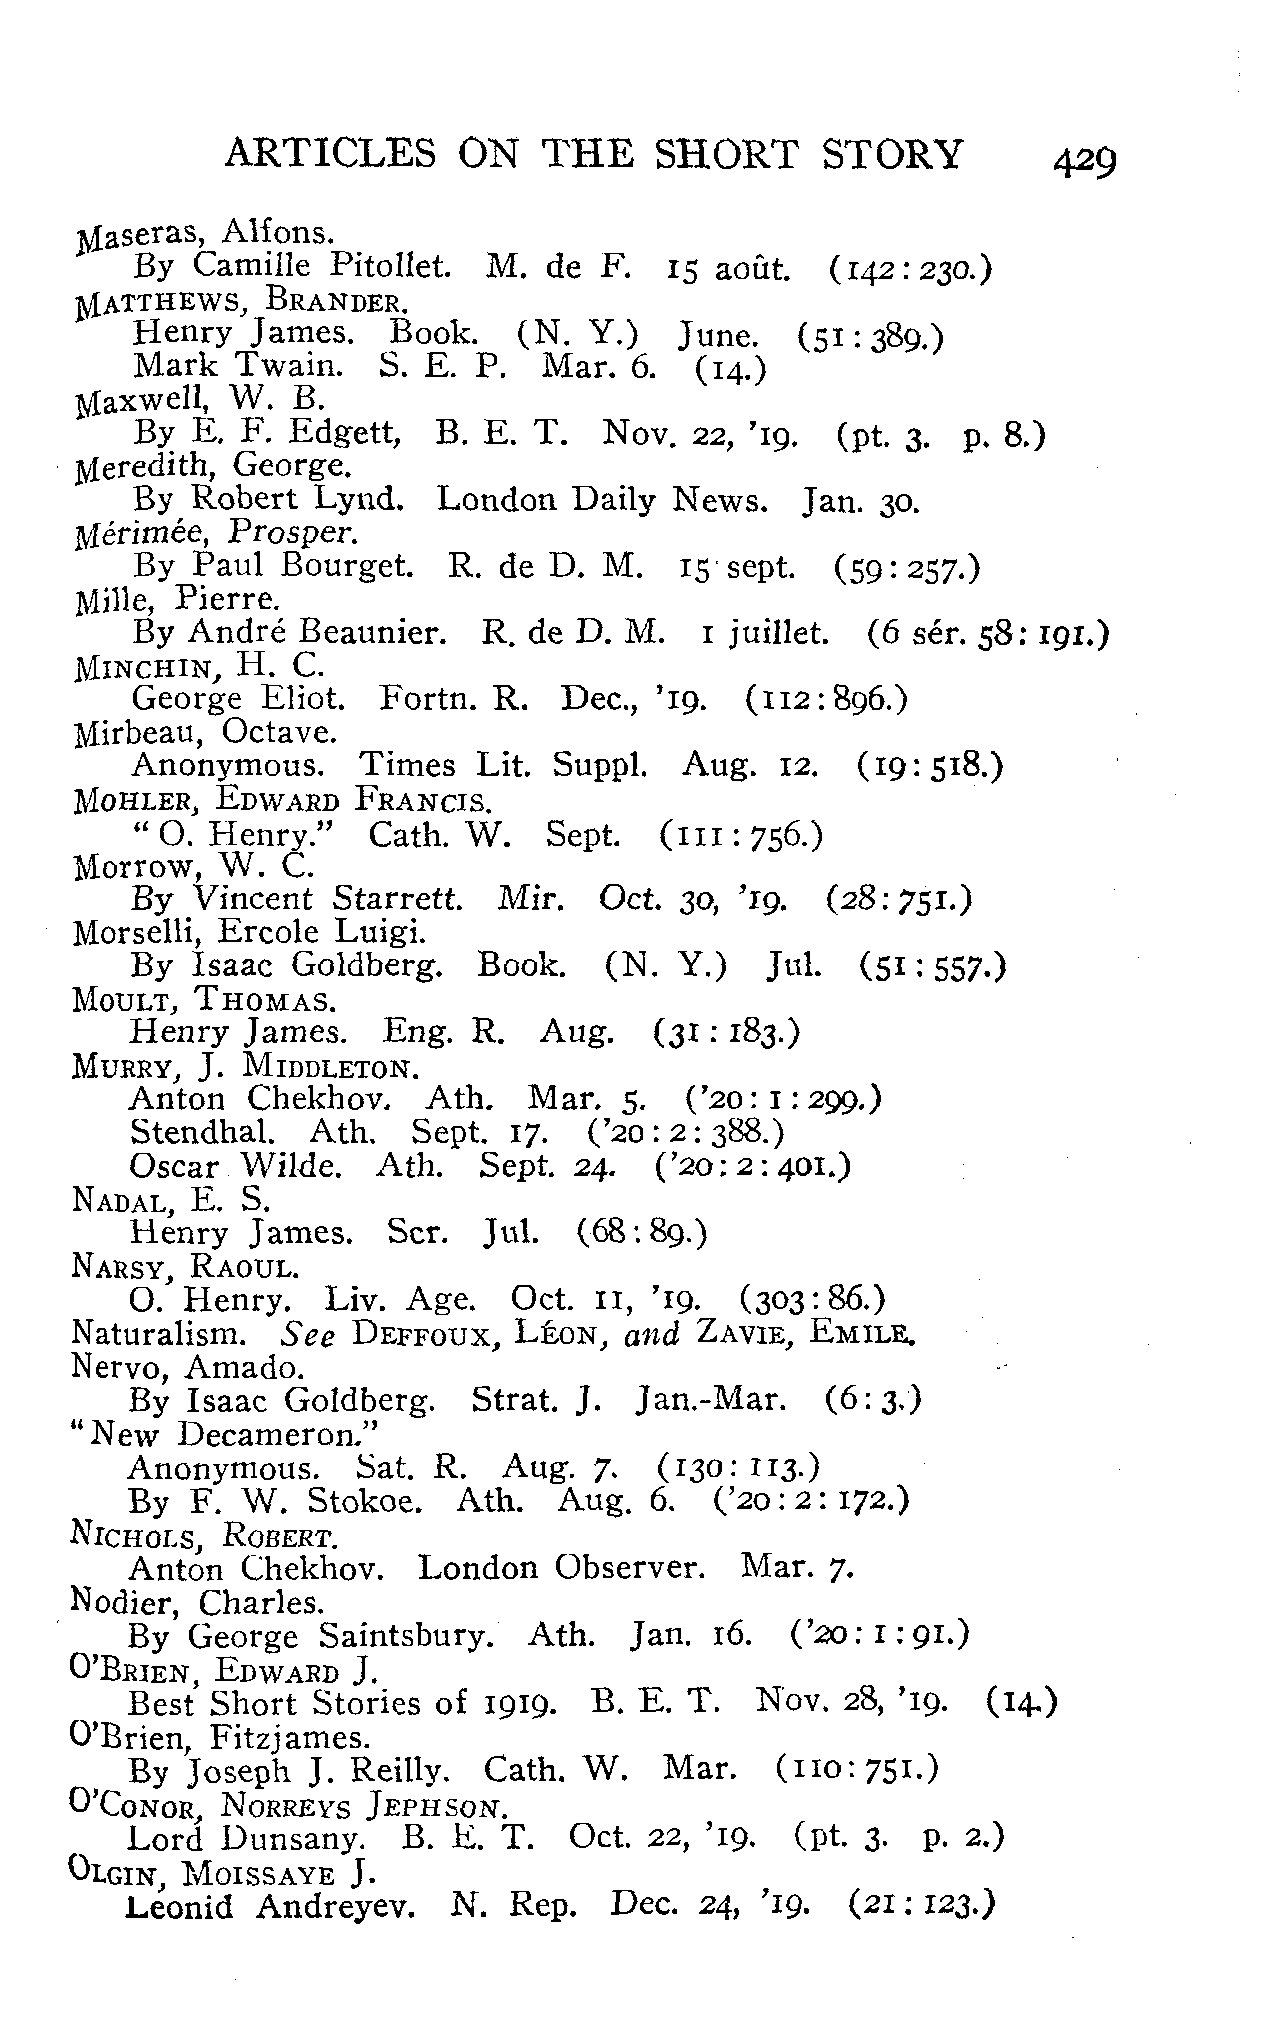 ARTICLES ON THE SHORT STORY 429
Maseras, Alfons.
By Camille Pitollet. M. de F. 15 août. (142: 230.)
MATTHEWS, BRANDER.
Henry James. Book. (N. Y.) June. (51: 389.)
Mark Twain. S. E. P. Mar. 6. (14.)
Maxwell, W. B.
By E. F. Edgett, B. E. T. Nov. 22, ’19. (pt. 3. p. 8.)
Meredith, George.
By Robert Lynd. London Daily News. Jan. 30.
Mérimée, Prosper.
By Paul Bourget. R. de D. M. 15 sept. (59: 257.)
Mille, Pierre.
By André Beaunier. R. de D. M. 1 juillet. (6 sér. 58: 191.)
MINCHIN, H. C.
George Eliot. Fortn. R. Dec., ’19. (112: 896.)
Mirbeau, Octave.
Anonymous. Times Lit. Suppl. Aug. 12. (19: 518.)
MOHLER, EDWARD FRANCIS.
“O. Henry.” Cath. W. Sept. (111: 756.)
Morrow, W. C.
By Vincent Starrett. Mir. Oct. 30, ’19. (28: 751.)
Morselli, Ercole Luigi.
By Isaac Goldberg. Book. (N. Y.) Jul. (51: 557.)
MOULT, THOMAS.
Henry James. Eng. R. Aug. (31: 183.)
MURRY, J. MIDDLETON.
Anton Chekhov. Ath. Mar. 5. (’20: 1: 299.)
Stendhal. Ath. Sept. 17. (’20: 2: 388.)
Oscar Wilde. Ath. Sept. 24. (’20: 2: 401.)
NADAL, E. S.
Henry James. Scr. Jul. (68: 89.)
NARSY, RAOUL.
O. Henry. Liv. Age. Oct. 11, ’19. (303: 86.)
Naturalism. See DEFFOUX, LÉON, and ZAVIE, EMILE.
Nervo, Amado.
By Isaac Goldberg. Strat. J. Jan.-Mar. (6: 3.)
“New Decameron.”
Anonymous. Sat. R. Aug. 7. (130: 113.)
By F. W. Stokoe. Ath. Aug. 6. (’20: 2: 172.)
NICHOLS, ROBERT.
Anton Chekhov. London Observer. Mar. 7.
Nodier, Charles.
By George Saintsbury. Ath. Jan. 16. (’20: 1: 91.)
O’BRIEN, EDWARD J.
Best Short Stories of 1919. B. E. T. Nov. 28, ’19. (14.)
O’Brien, Fitzjames.
By Joseph J. Reilly. Cath. W. Mar. (110: 751.)
O’CONOR, NORREYS JEPHSON.
Lord Dunsany. B. E. T. Oct. 22, ’19. (pt. 3. p. 2.)
OLGIN, MOISSAYE J.
Leonid Andreyev. N. Rep. Dec. 24, ’19. (21: 123.)